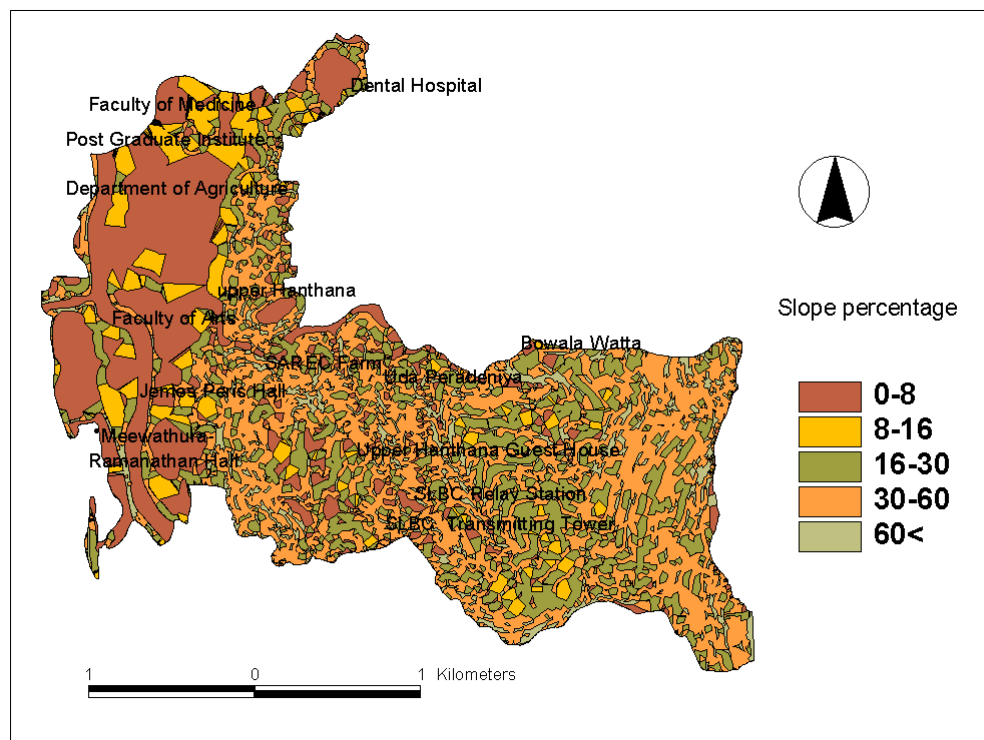 Dental Hospital
Faculty of Medicine
Post Graduate Institute
Department of Agriculture
upper Hanthana
Faculty of Arts
Bowala Watta
SAREC Farm
Uda Peradeniya
Jemes Peris Hall
Meewathura
Upper Hanthana Guest House
Ramanathan Hall
SLBC Relay Station
SLBC Transmitting Tower
Slope percentage
0-8
8-16
16-30
30-60
60<
1 0 1 Kilometers